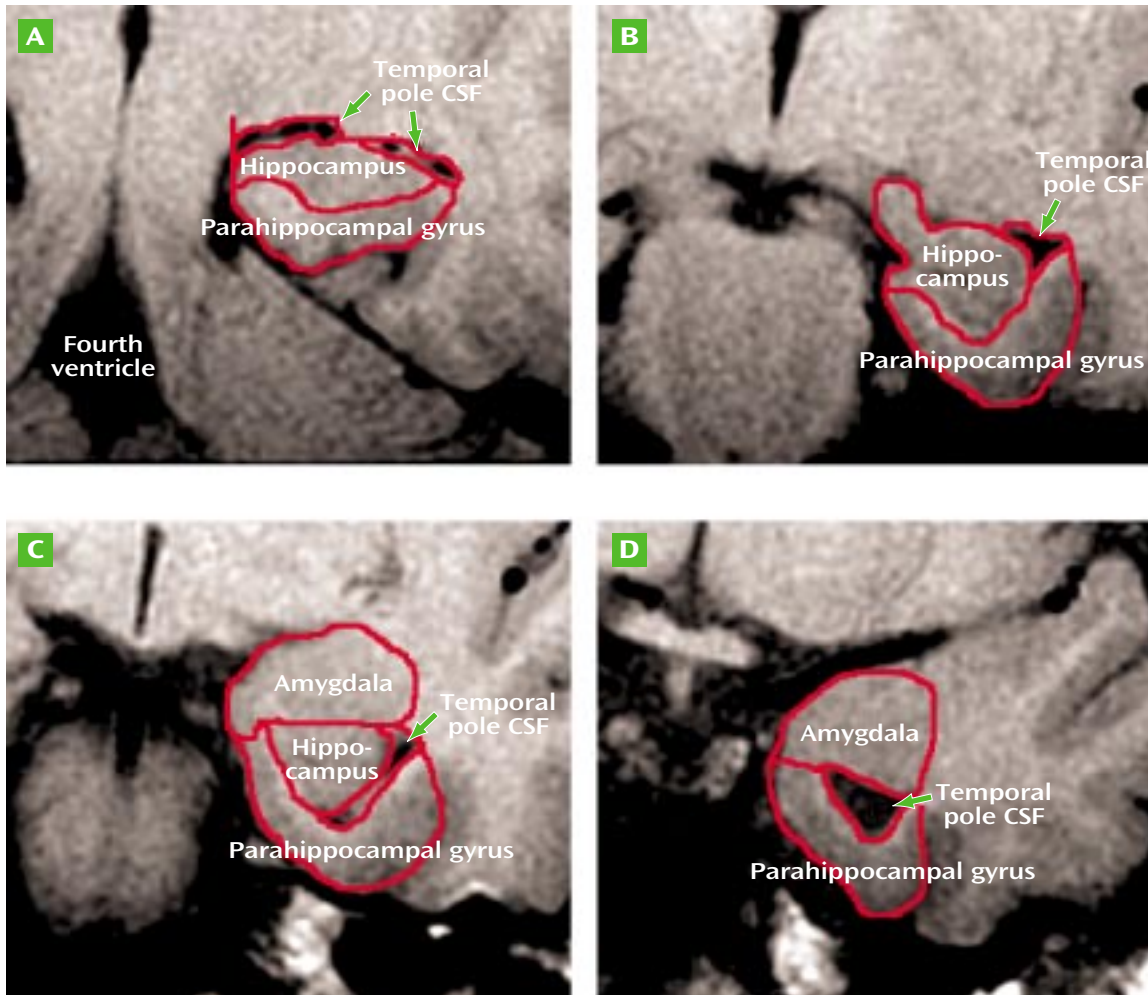 A
Temporal
pole CSF
Hippocampus
Parahippocampal gyrus
Fourth
ventricle
B
Temporal
pole CSF
Hippo-
campus
Parahippocampal gyrus
C
Amygdala
Temporal
pole CSF
Hippo-
campus
Parahippocampal gyrus
D
Amygdala
Temporal
pole CSF
Parahippocampal gyrus